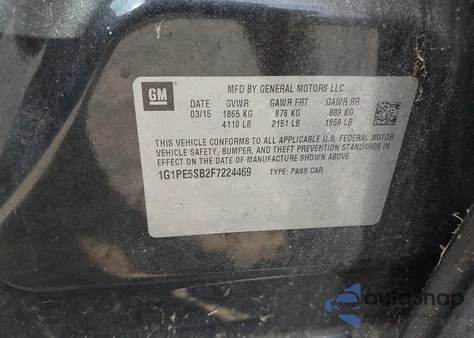 GM
MFD BY GENERAL MOTORS LLC
DATE GVWR GAWR FRT GAWR RR
03/15 1865 KG 976 KG 889 KG
4110 LB 2151 LB 1959 LB
THIS VEHICLE CONFORMS TO ALL APPLICABLE U.S. FEDERAL MOTOR
VEHICLE SAFETY, BUMPER, AND THEFT PREVENTION STANDARDS IN
EFFECT ON THE DATE OF MANUFACTURE SHOWN ABOVE.
1G1PE5SB2F7224469 TYPE: PASS CAR
autosnap